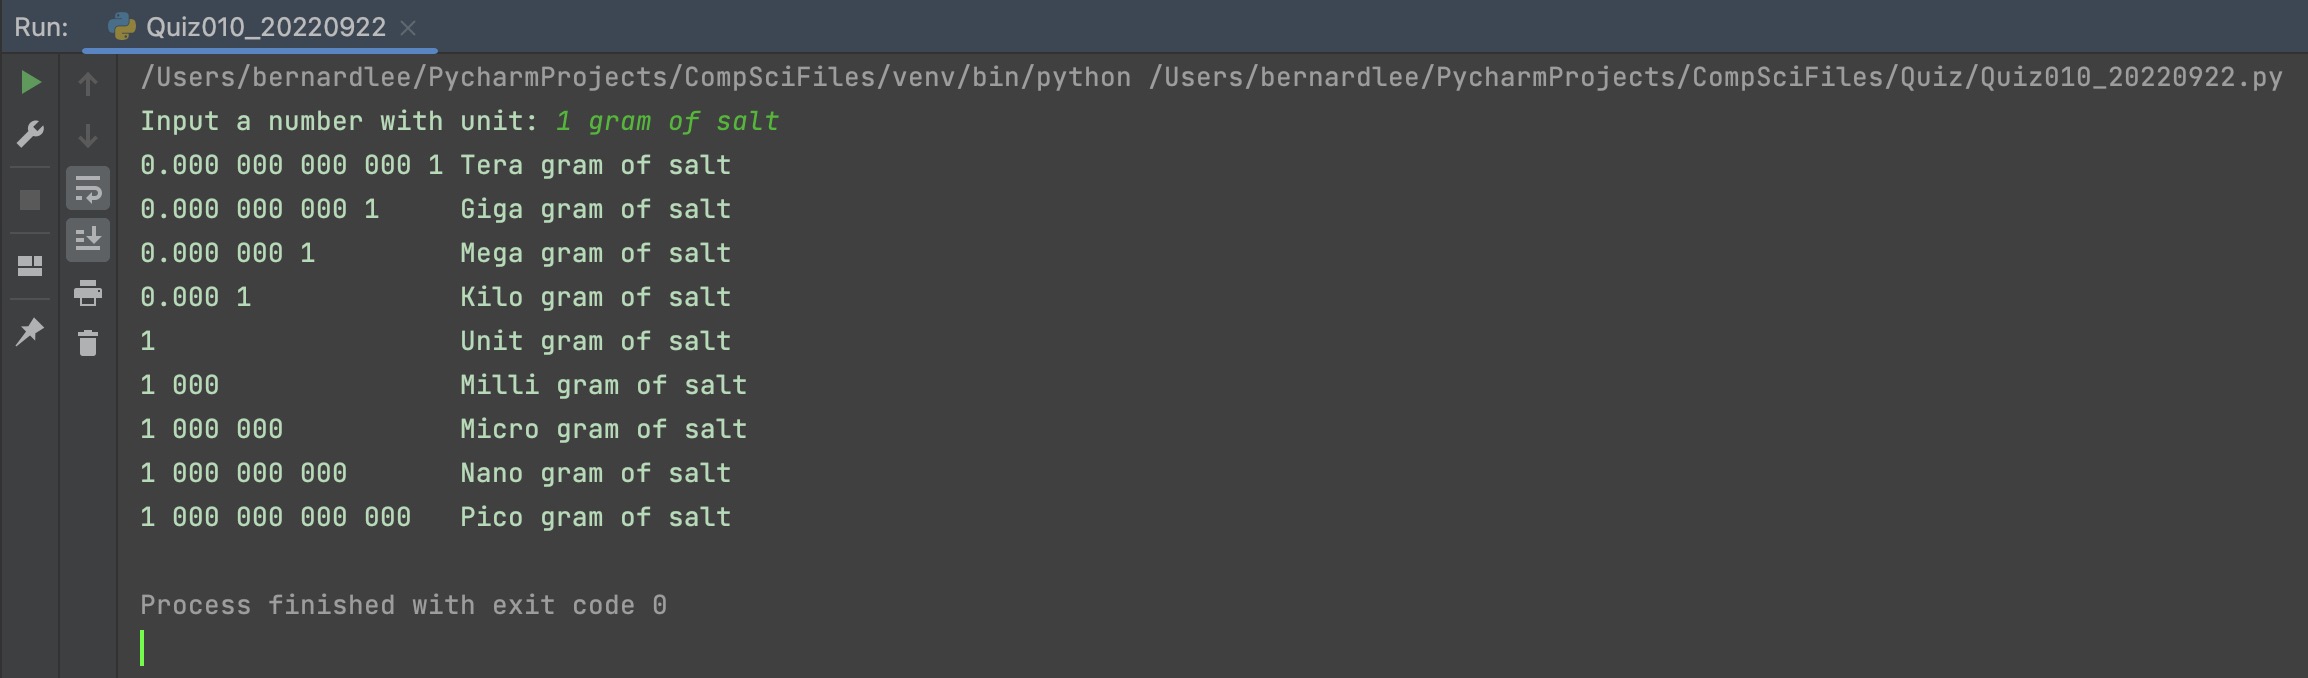 Run: Quiz010_20220922
/Users/bernardlee/PycharmProjects/CompSciFiles/venv/bin/python /Users/bernardlee/PycharmProjects/CompSciFiles/Quiz/Quiz010_20220922.py
Input a number with unit: 1 gram of salt
0.000 000 000 000 1 Tera gram of salt
0.000 000 000 1     Giga gram of salt
0.000 000 1         Mega gram of salt
0.000 1             Kilo gram of salt
1                   Unit gram of salt
1 000               Milli gram of salt
1 000 000           Micro gram of salt
1 000 000 000       Nano gram of salt
1 000 000 000 000   Pico gram of salt
Process finished with exit code 0